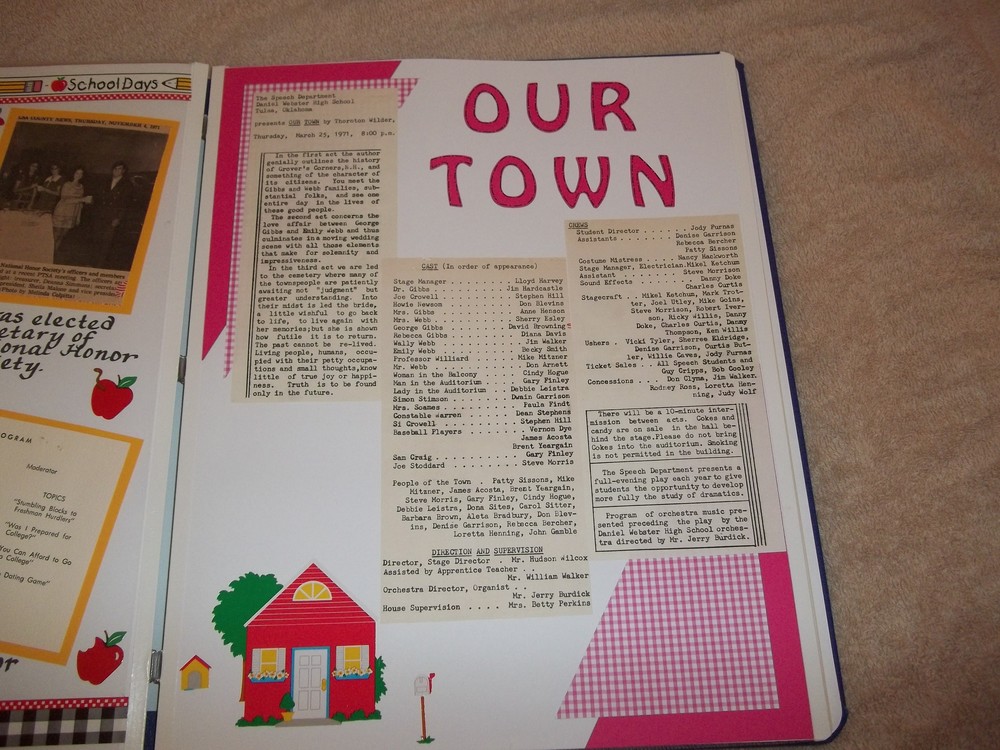 School Days
NEWS, THURSDAY, NOVEMBER
National Honor Society's officers and members
as elected
etary of
onal Honor
ety.
OGRAM
Moderator
TOPICS
"Stumbling Blocks to
Freshman Hurdlers"
"Was I Prepared for
College?"
You Can Afford to Go
College"
Dating Game"
or
OUR
TOWN
The Speech Department
Daniel Webster High School
Tulsa, Oklahoma
presents OUR TOWN by Thornton Wilder,
Thursday, March 25, 1971, 8:00 p.m.
In the first act the author
genially outlines the history
of Grover's Corners, N.H., and
something of the character of
its citizens. You meet the
Gibbs and Webb families, sub-
stantial folks, and see one
entire day in the lives of
these good people.
The second act concerns the
love affair between George
Gibbs and Emily Webb and thus
culminates in a moving wedding
scene with all those elements
that make for solemnity and
impressiveness.
In the third act we are led
to the cemetary where many of
the townspeople are patiently
awaiting not "judgment" but
greater understanding. Into
their midst is led the bride,
a little wishful to go back
to life, to live again with
her memories;but she is shown
how futile it is to return.
The past cannot be re-lived.
Living people, humans, occu-
pied with their petty occupa-
tions and small thoughts,know
little of true joy or happi-
ness. Truth is to be found
only in the future.
CAST (In order of appearance)
Stage Manager . . . . . . . Lloyd Harvey
Dr. Gibbs . . . . . . . . Jim Hardcastle
Joe Crowell . . . . . . . . Stephen Hill
Howie Newson . . . . . . . . Don Blevins
Mrs. Gibbs . . . . . . . . . Anne Henson
Mrs. Webb . . . . . . . . . Sherry Exley
George Gibbs . . . . . . . David Browning
Rebecca Gibbs . . . . . . . . Diana Davis
Wally Webb . . . . . . . . . . Jim Walker
Emily Webb . . . . . . . . . . Becky Smith
Professor Williard . . . . . . Mike Mitzner
Mr. Webb . . . . . . . . . . . Don Arnett
Woman in the Balcony . . . . . Cindy Hogue
Man in the Auditorium . . . . Gary Finley
Lady in the Auditorium . . Debbie Leistra
Simon Stimson . . . . . . . Dwain Garrison
Mrs. Soames . . . . . . . . . Paula Findt
Constable Warren . . . . . . Dean Stephens
Si Crowell . . . . . . . . . Stephen Hill
Baseball Players . . . . . . . Vernon Dye
James Acosta
Brent Yeargain
Sam Craig . . . . . . . . . . Gary Finley
Joe Stoddard . . . . . . . . Steve Morris
People of the Town . Patty Sissons, Mike
Mitzner, James Acosta, Brent Yeargain,
Steve Morris, Gary Finley, Cindy Hogue,
Debbie Leistra, Dona Sites, Carol Sitter,
Barbara Brown, Aleta Bradbury, Don Blev-
ins, Denise Garrison, Rebecca Bercher,
Loretta Henning, John Gamble
DIRECTION AND SUPERVISION
Director, Stage Director . Mr. Hudson Wilcox
Assisted by Apprentice Teacher . .
Mr. William Walker
Orchestra Director, Organist . .
Mr. Jerry Burdick
House Supervision . . . . . Mrs. Betty Perkins
CREWS
Student Director . . . . . . Jody Furnas
Assistants . . . . . . . Denise Garrison
Rebecca Bercher
Patty Sissons
Costume Mistress . . . . Nancy Hackworth
Stage Manager, Electrician.Mikel Ketchum
Assistant . . . . . . . . . Steve Morrison
Sound Effects . . . . . . . . Danny Doke
Charles Curtis
Stagecraft . . Mikel Ketchum, Mark Trot-
ter, Joel Utley, Mike Goins,
Steve Morrison, Robert Iver-
son, Ricky Willis, Danny
Doke, Charles Curtis, Danny
Thompson, Ken Willis
Ushers . . Vicki Tyler, Sherrea Eldridge,
Denise Garrison, Curtis But-
ler, Willie Goves, Jody Furnas
Ticket Sales . . All Speech Students and
Guy Cripps, Bob Cooley
Concessions . . . . Don Glyma, Jim Walker
Rodney Ross, Loretta Hen-
ning, Judy Wolf
There will be a 10-minute inter-
mission between acts. Cokes and
candy are on sale in the hall be-
hind the stage.Please do not bring
Cokes into the auditorium. Smoking
is not permitted in the building.
The Speech Department presents a
full-evening play each year to give
students the opportunity to develop
more fully the study of dramatics.
Program of orchestra music pre-
sented preceding the play by the
Daniel Webster High School orches-
tra directed by Mr. Jerry Burdick.